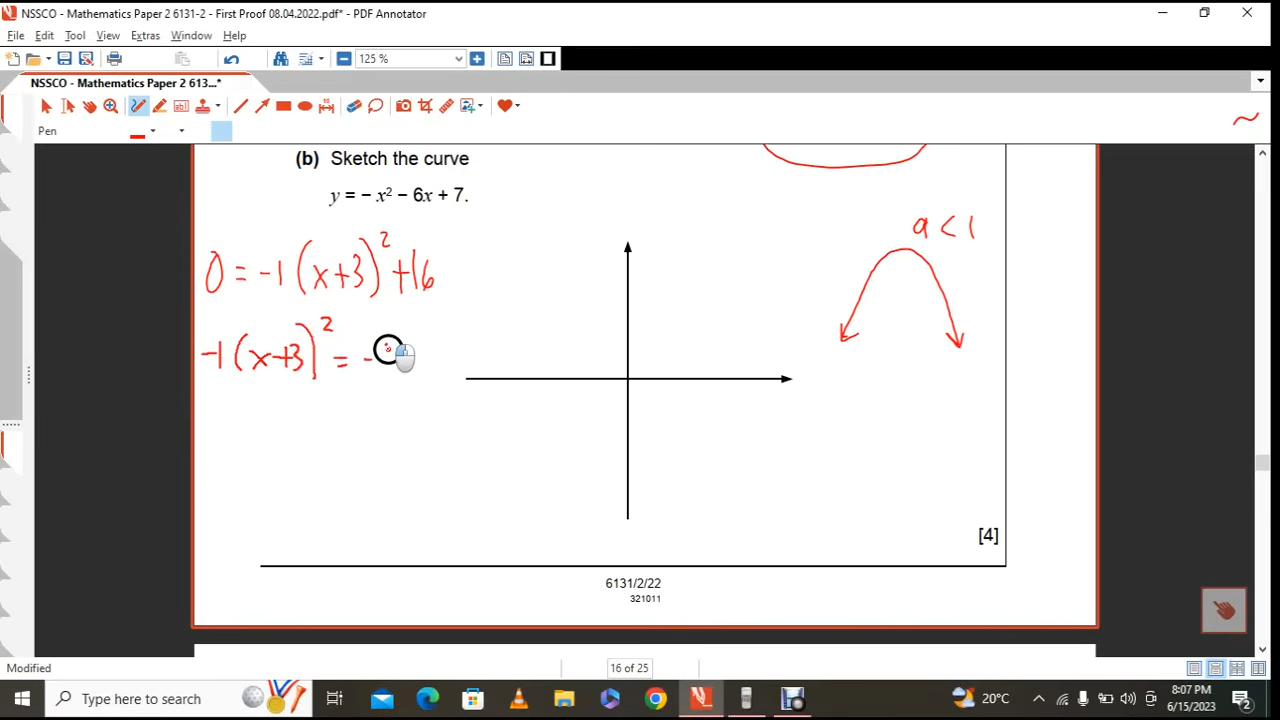 NSSCO - Mathematics Paper 2 6131-2 - First Proof 08.04.2022.pdf* - PDF Annotator
File Edit Tool View Extras Window Help
125 %
NSSCO - Mathematics Paper 2 613...*
Pen
(b) Sketch the curve
y = − x² − 6x + 7.
a < 1
0 = -1(x+3)² +16
-1(x+3)² = -
[4]
6131/2/22
321011
Modified
16 of 25
Type here to search
20°C
8:07 PM
6/15/2023
2